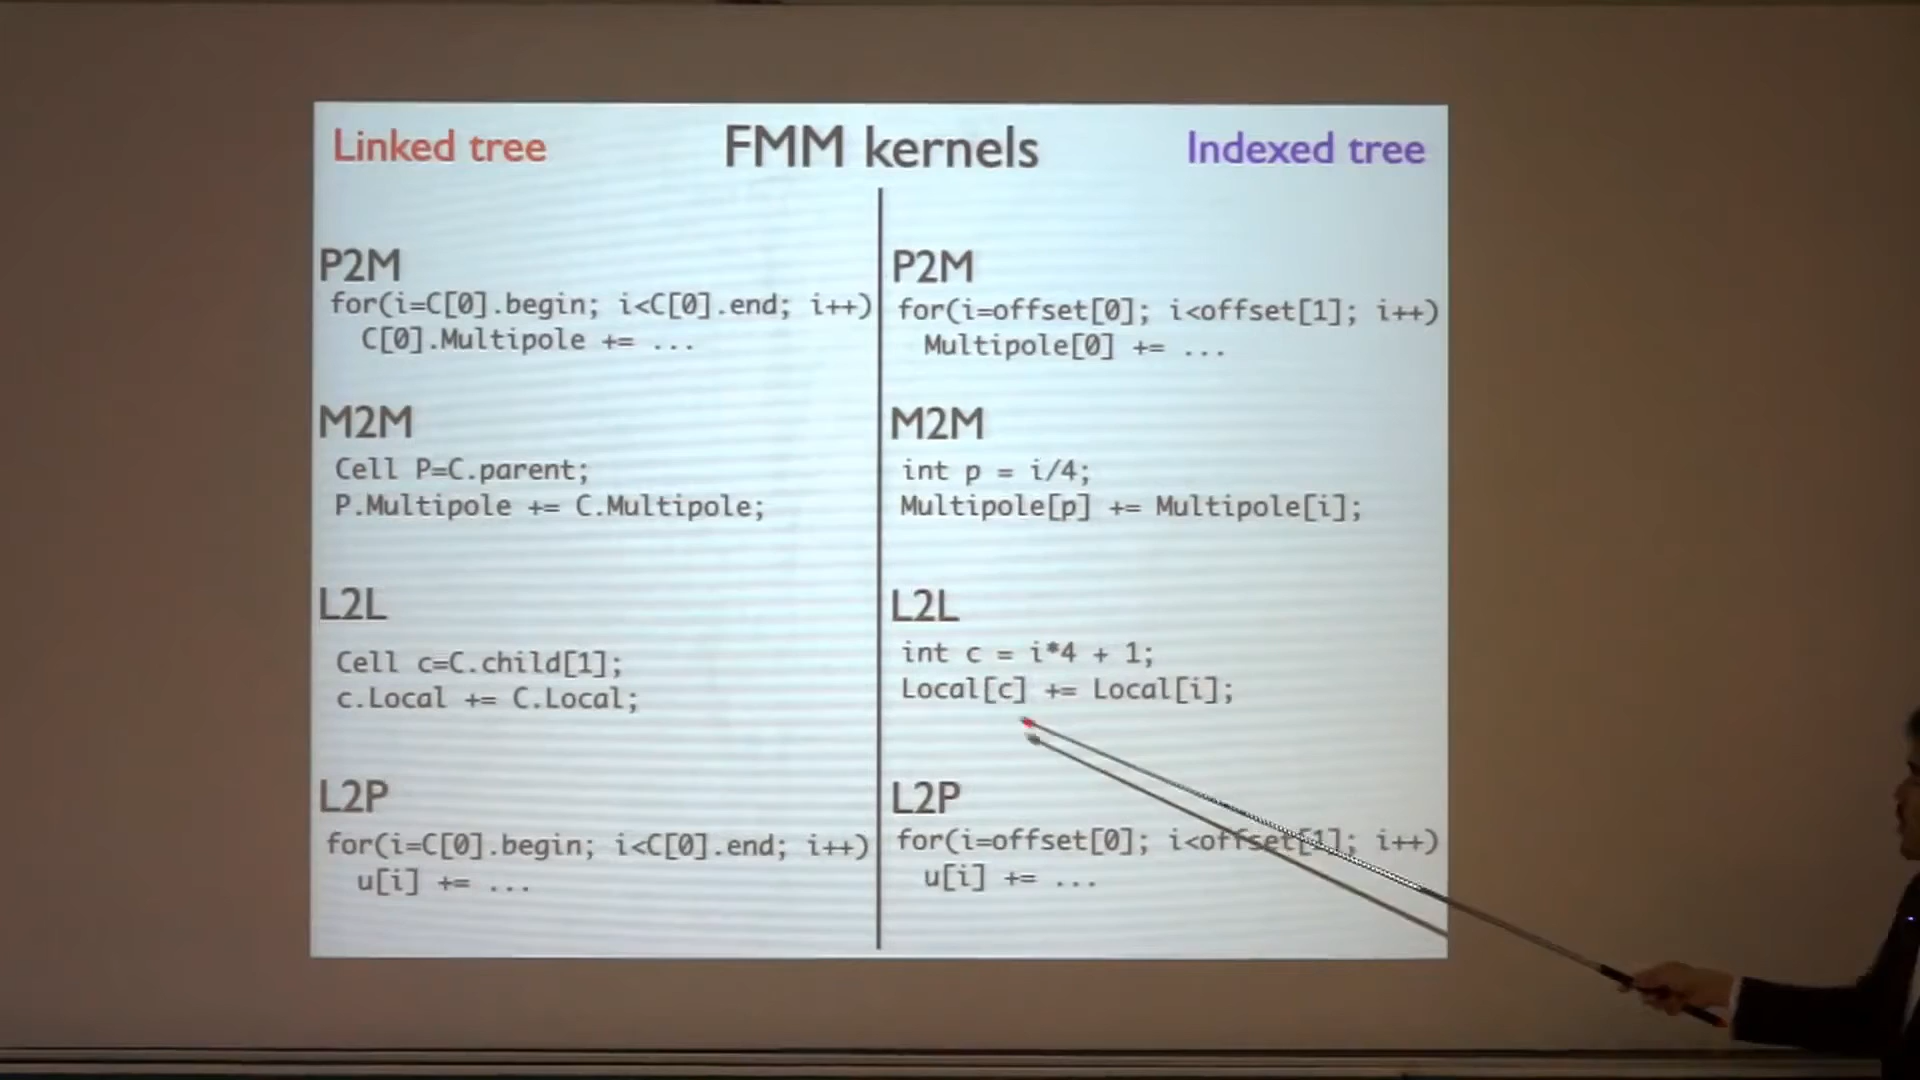 Linked tree
FMM kernels
Indexed tree
P2M
for(i=C[0].begin; i<C[0].end; i++)
C[0].Multipole += ...
M2M
Cell P=C.parent;
P.Multipole += C.Multipole;
L2L
Cell c=C.child[1];
c.Local += C.Local;
L2P
for(i=C[0].begin; i<C[0].end; i++)
u[i] += ...
P2M
for(i=offset[0]; i<offset[1]; i++)
Multipole[0] += ...
M2M
int p = i/4;
Multipole[p] += Multipole[i];
L2L
int c = i*4 + 1;
Local[c] += Local[i];
L2P
for(i=offset[0]; i<offset[1]; i++)
u[i] += ...